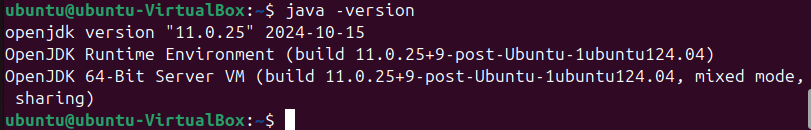 ubuntu@ubuntu-VirtualBox:~$ java -version
openjdk version "11.0.25" 2024-10-15
OpenJDK Runtime Environment (build 11.0.25+9-post-Ubuntu-1ubuntu124.04)
OpenJDK 64-Bit Server VM (build 11.0.25+9-post-Ubuntu-1ubuntu124.04, mixed mode,
 sharing)
ubuntu@ubuntu-VirtualBox:~$